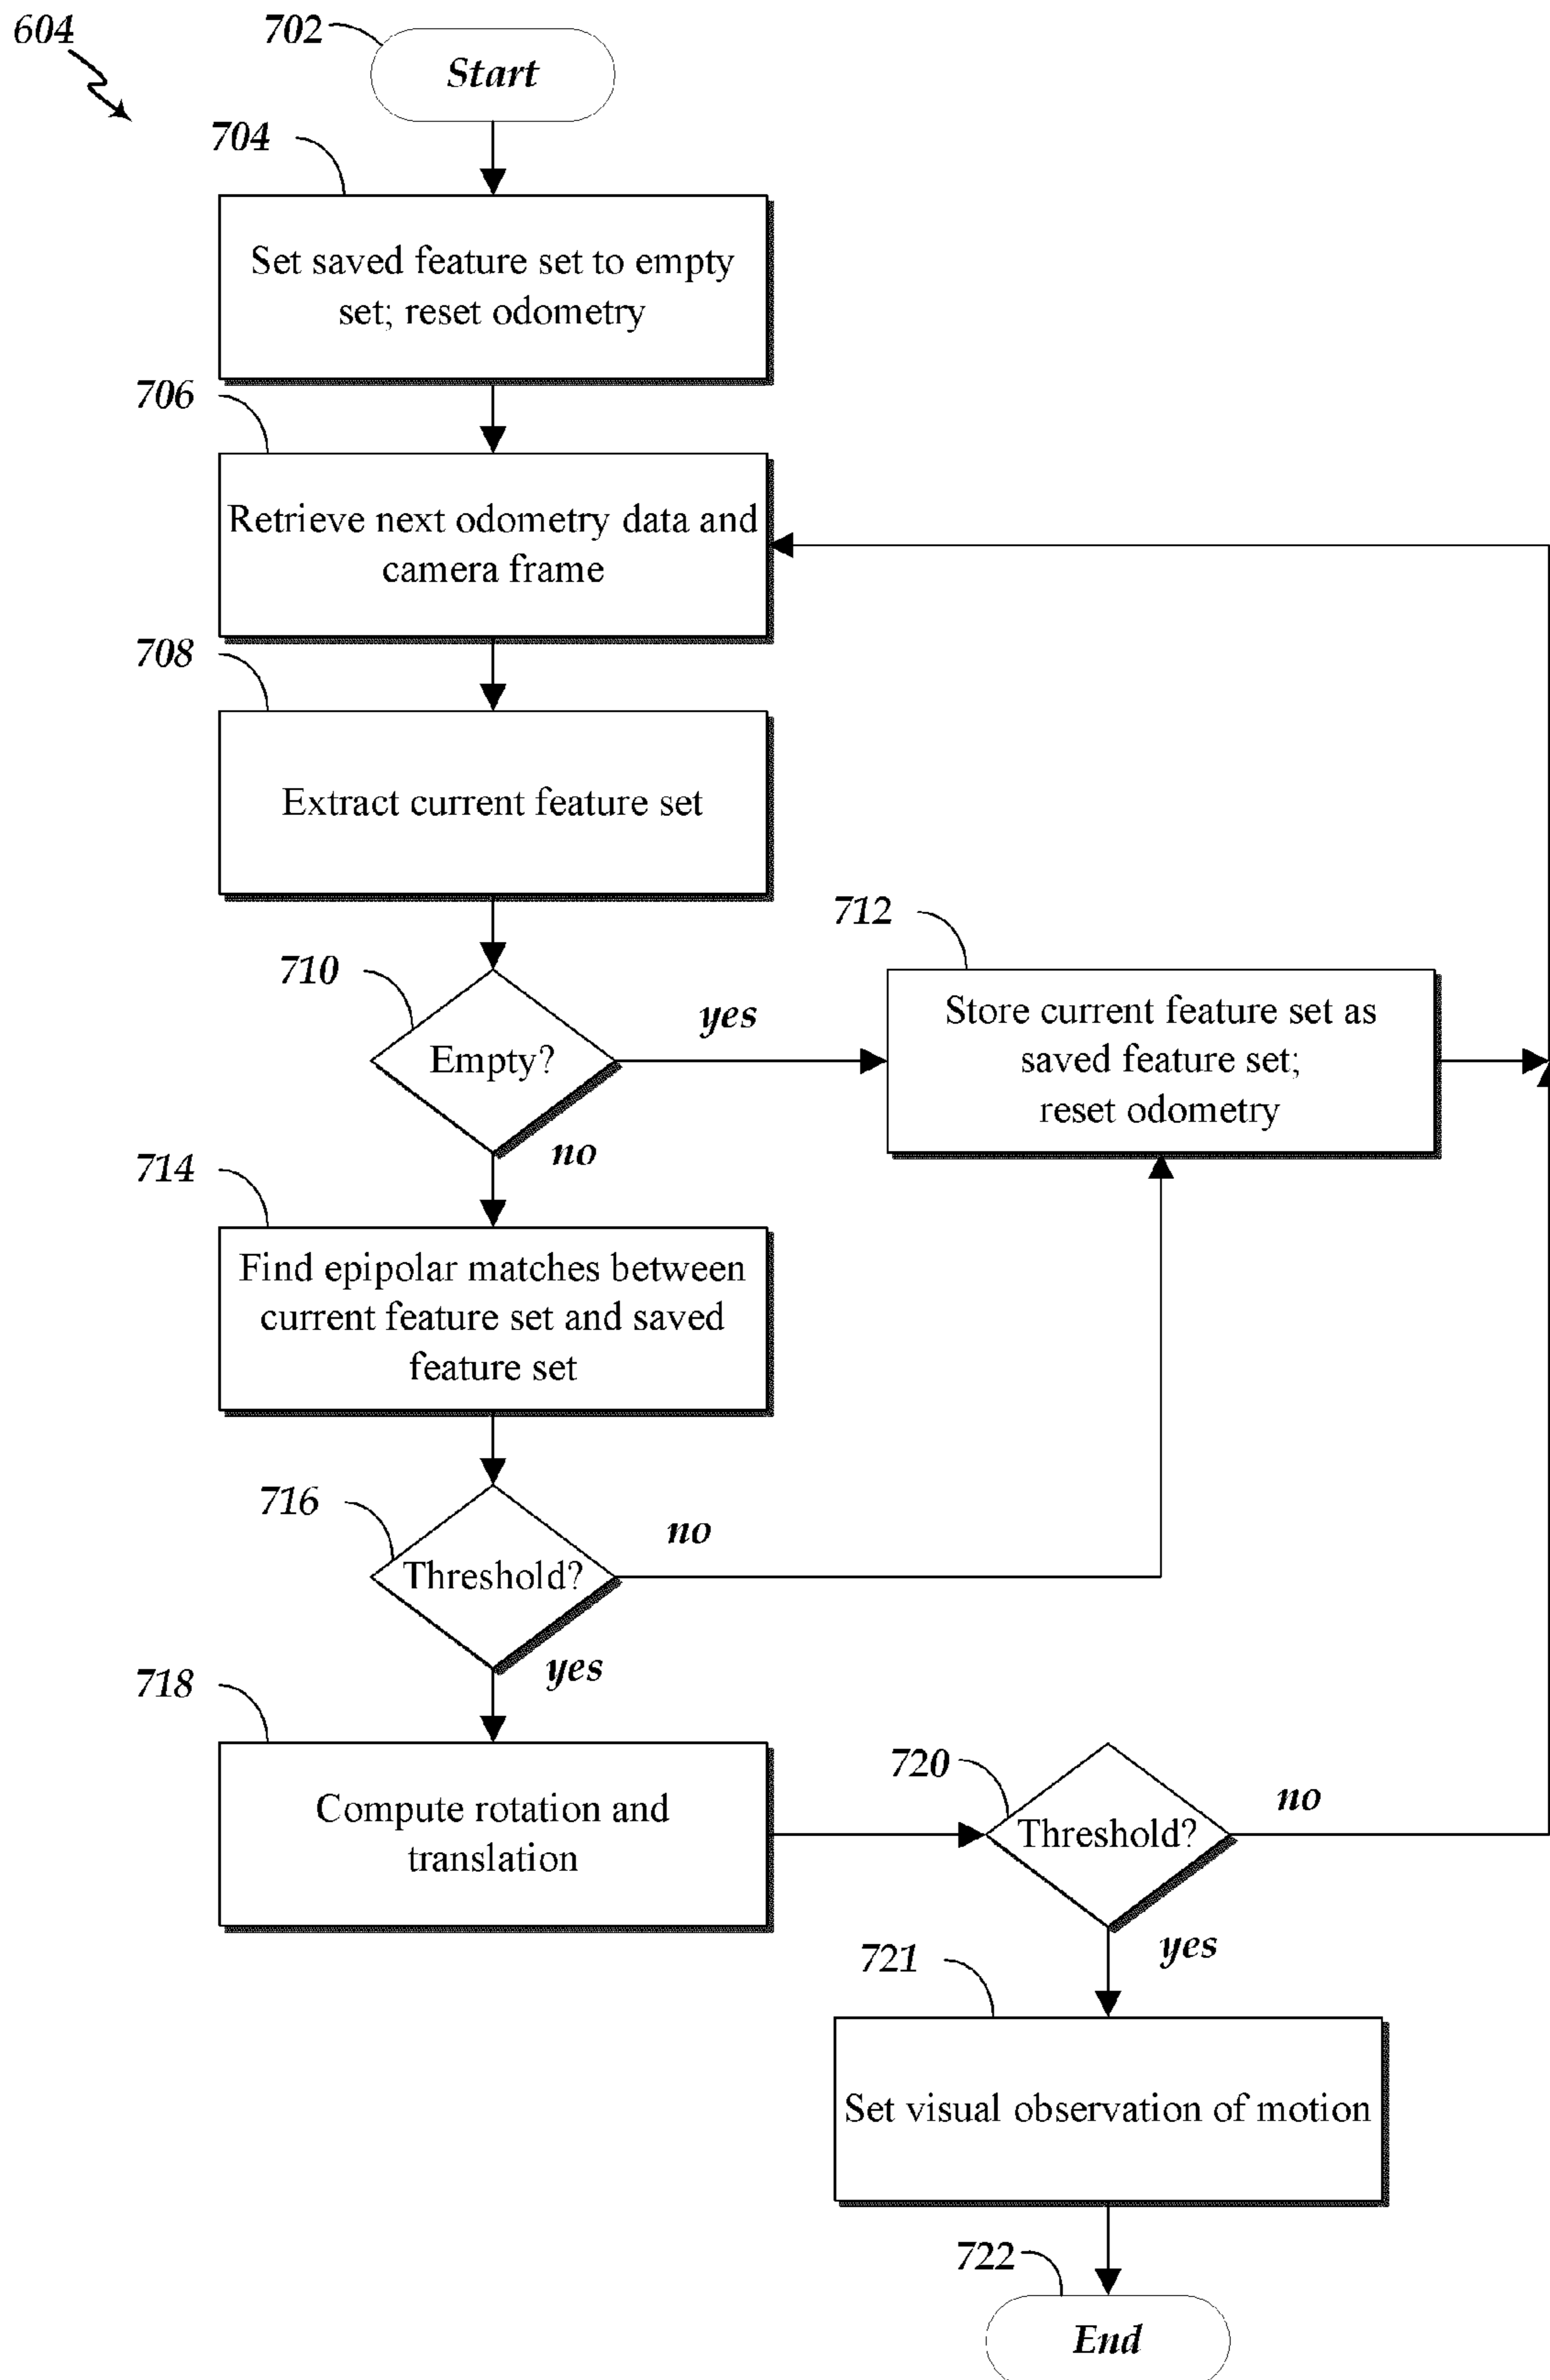 604
702
Start
704
Set saved feature set to empty
set; reset odometry
706
Retrieve next odometry data and
camera frame
708
Extract current feature set
710
Empty?
yes
no
712
Store current feature set as
saved feature set;
reset odometry
714
Find epipolar matches between
current feature set and saved
feature set
716
Threshold?
no
yes
718
Compute rotation and
translation
720
Threshold?
no
yes
721
Set visual observation of motion
722
End